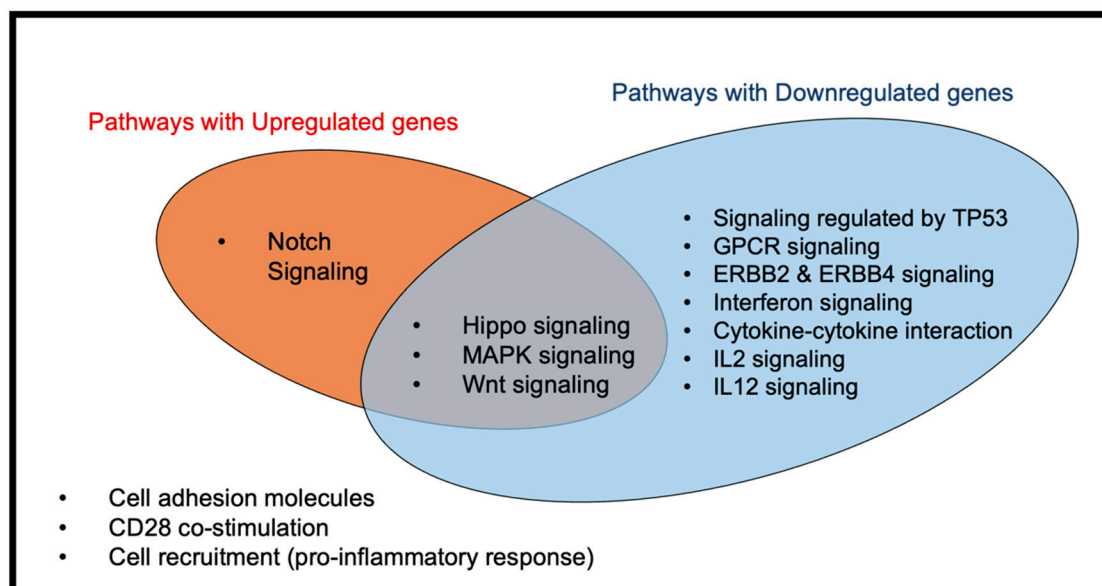 Pathways with Downregulated genes
Pathways with Upregulated genes
• Notch
Signaling
• Hippo signaling
• MAPK signaling
• Wnt signaling
• Signaling regulated by TP53
• GPCR signaling
• ERBB2 & ERBB4 signaling
• Interferon signaling
• Cytokine-cytokine interaction
• IL2 signaling
• IL12 signaling
• Cell adhesion molecules
• CD28 co-stimulation
• Cell recruitment (pro-inflammatory response)